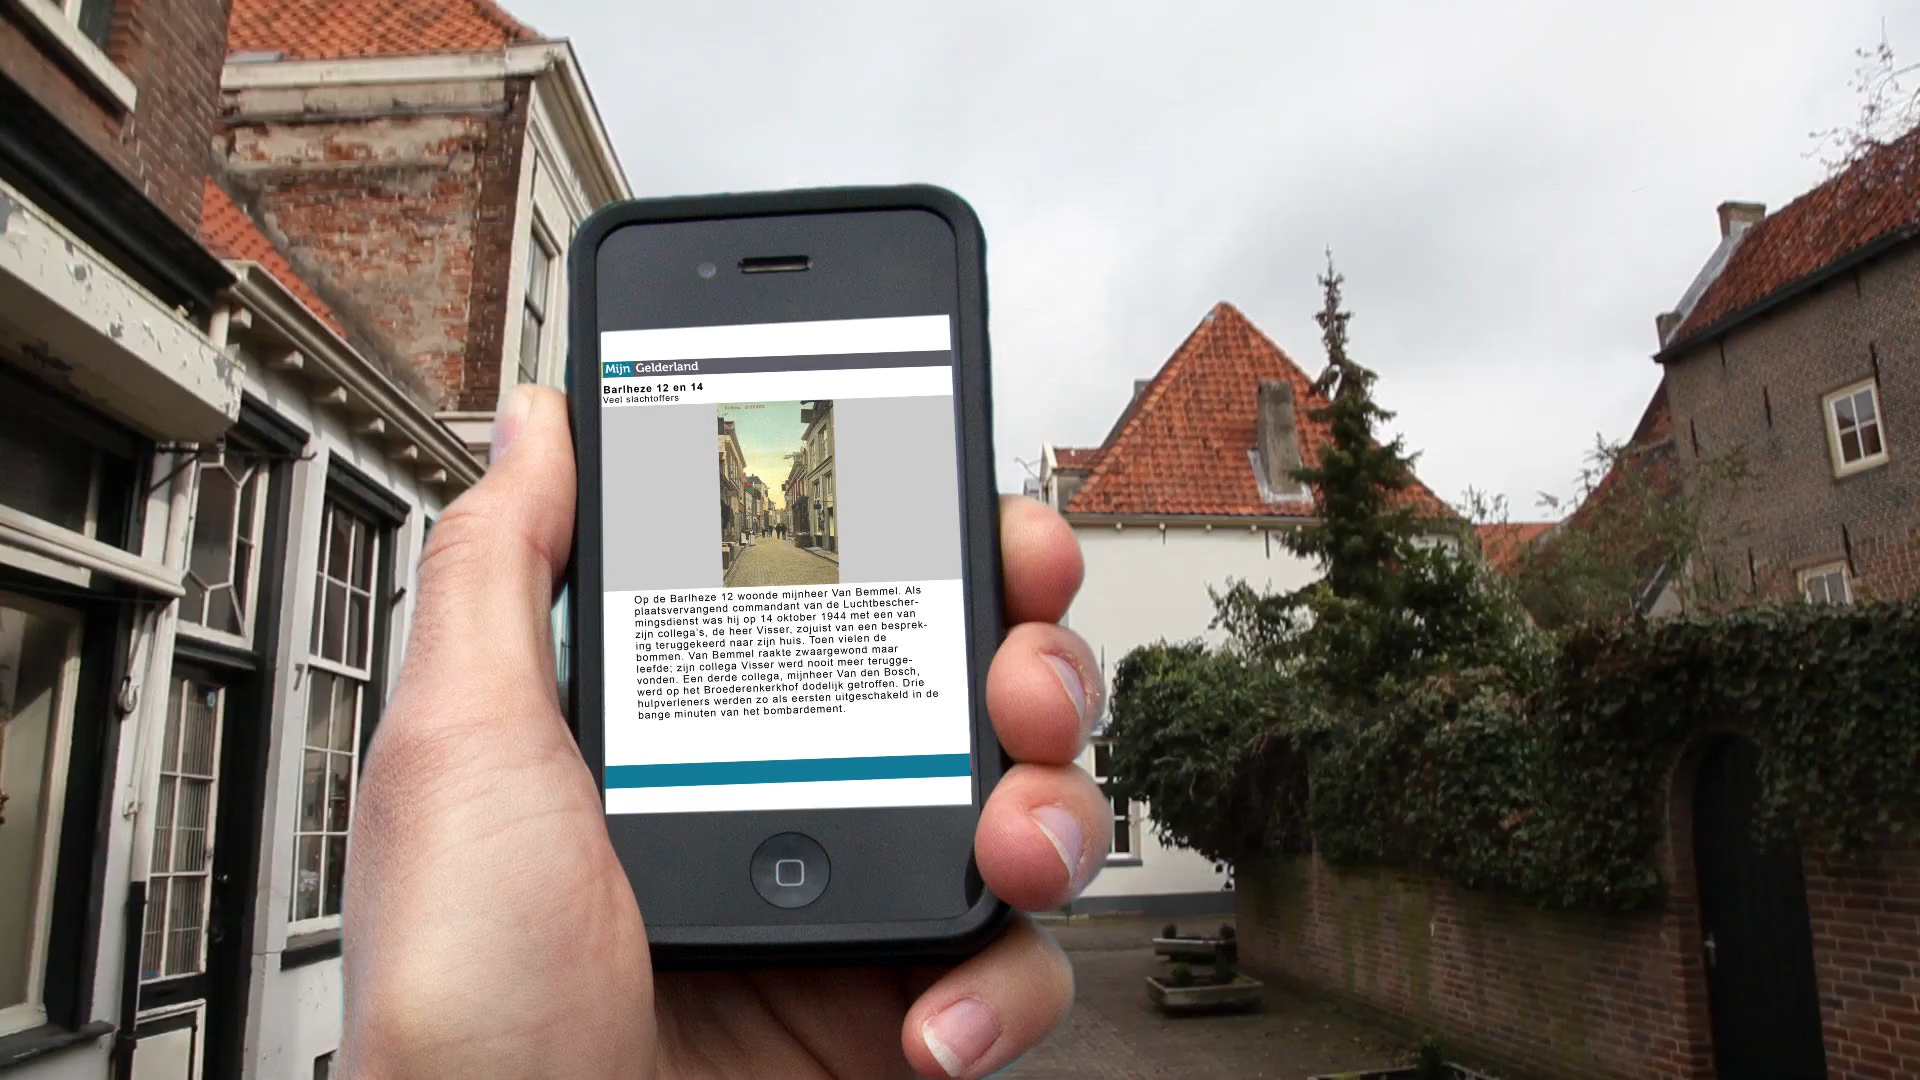 Mijn Gelderland
Barlheze 12 en 14
Veel slachtoffers
Op de Barlheze 12 woonde mijnheer Van Bemmel. Als
plaatsvervangend commandant van de Luchtbescher-
mingsdienst was hij op 14 oktober 1944 met een van
zijn collega's, de heer Visser, zojuist van een besprek-
ing teruggekeerd naar zijn huis. Toen vielen de
bommen. Van Bemmel raakte zwaargewond maar
leefde; zijn collega Visser werd nooit meer terugge-
vonden. Een derde collega, mijnheer Van den Bosch,
werd op het Broederenkerkhof dodelijk getroffen. Drie
hulpverleners werden zo als eersten uitgeschakeld in de
bange minuten van het bombardement.